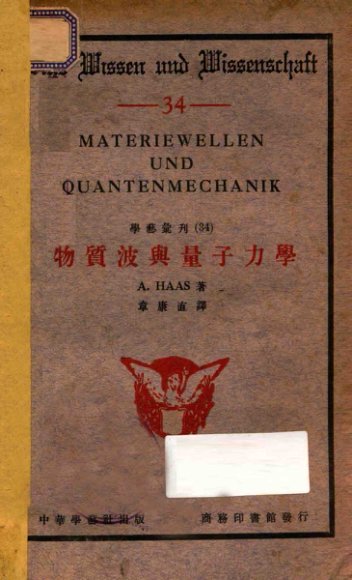 Wissen und Wissenschaft
34
MATERIEWELLEN
UND
QUANTENMECHANIK
學藝彙刊(34)
物質波與量子力學
A. HAAS 著
章康直譯
中華學藝社出版 商務印書館發行